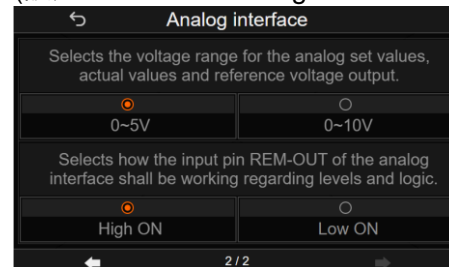 Analog interface
Selects the voltage range for the analog set values,
actual values and reference voltage output.
0~5V
0~10V
Selects how the input pin REM-OUT of the analog
interface shall be working regarding levels and logic.
High ON
Low ON
2/2